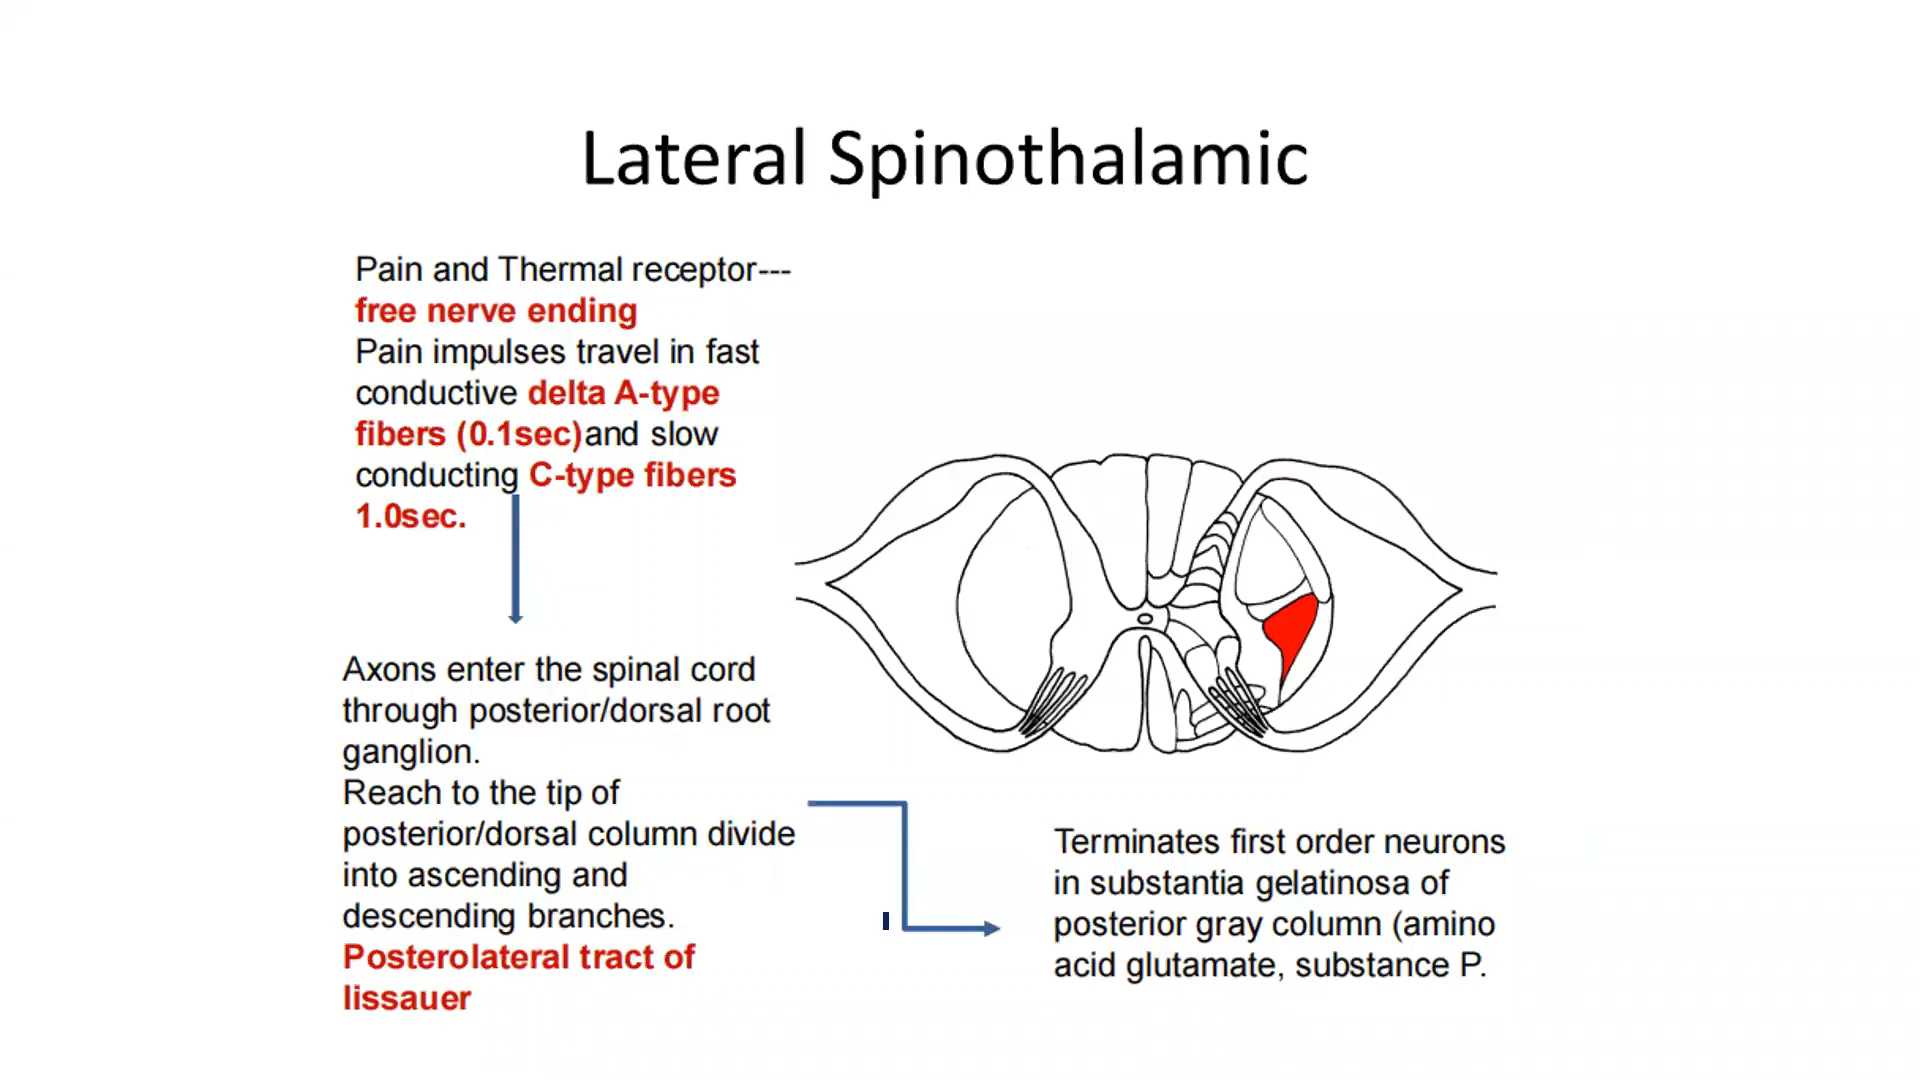 Lateral Spinothalamic
Pain and Thermal receptor---
free nerve ending
Pain impulses travel in fast
conductive delta A-type
fibers (0.1sec)and slow
conducting C-type fibers
1.0sec.
Axons enter the spinal cord
through posterior/dorsal root
ganglion.
Reach to the tip of
posterior/dorsal column divide
into ascending and
descending branches.
Posterolateral tract of
lissauer
Terminates first order neurons
in substantia gelatinosa of
posterior gray column (amino
acid glutamate, substance P.